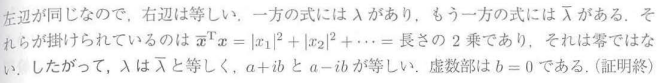 左辺が同じなので，右辺は等しい．一方の式には λ があり，もう一方の式には λ̅ がある．そ
れらが掛けられているのは x̅ᵀx = |x₁|² + |x₂|² + ⋯ = 長さの 2 乗であり，それは零ではな
い．したがって，λ は λ̅ と等しく，a+ib と a−ib が等しい．虚数部は b = 0 である．(証明終)